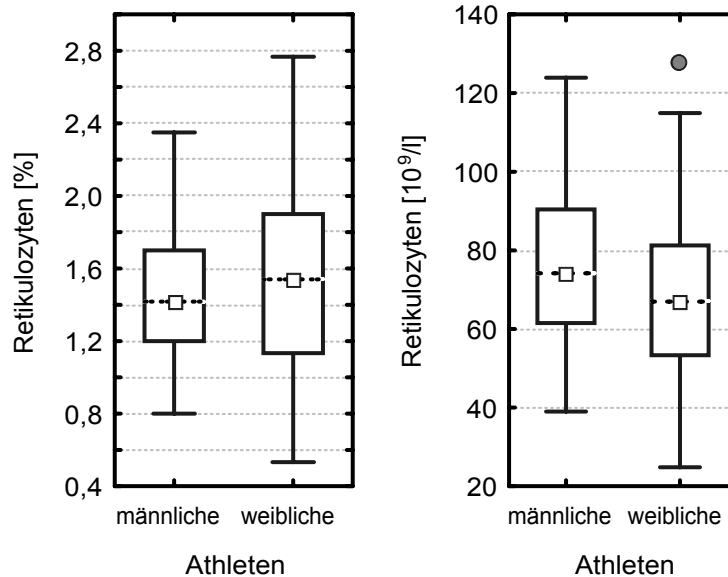 Retikulozyten [%]
2,8
2,4
2,0
1,6
1,2
0,8
0,4
männliche weibliche
Athleten
Retikulozyten [10⁹/l]
140
120
100
80
60
40
20
männliche weibliche
Athleten